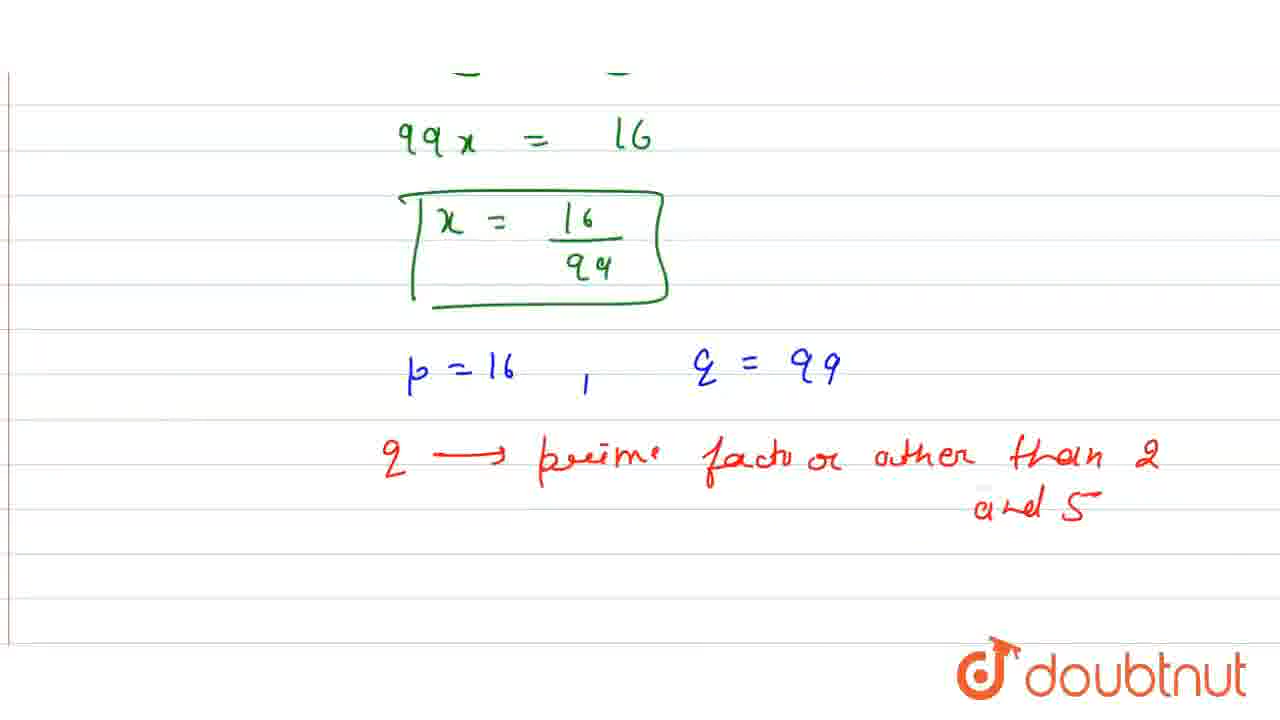 99x = 16
x = 16/99
p = 16 , q = 99
q → prime factor other than 2
and 5
doubtnut